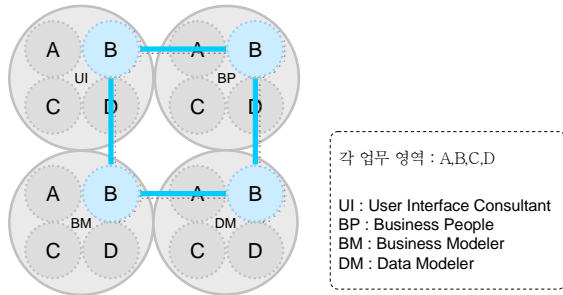 A B A B
UI BP
C D C D
A B A B
BM DM
C D C D
각 업무 영역 : A,B,C,D
UI : User Interface Consultant
BP : Business People
BM : Business Modeler
DM : Data Modeler